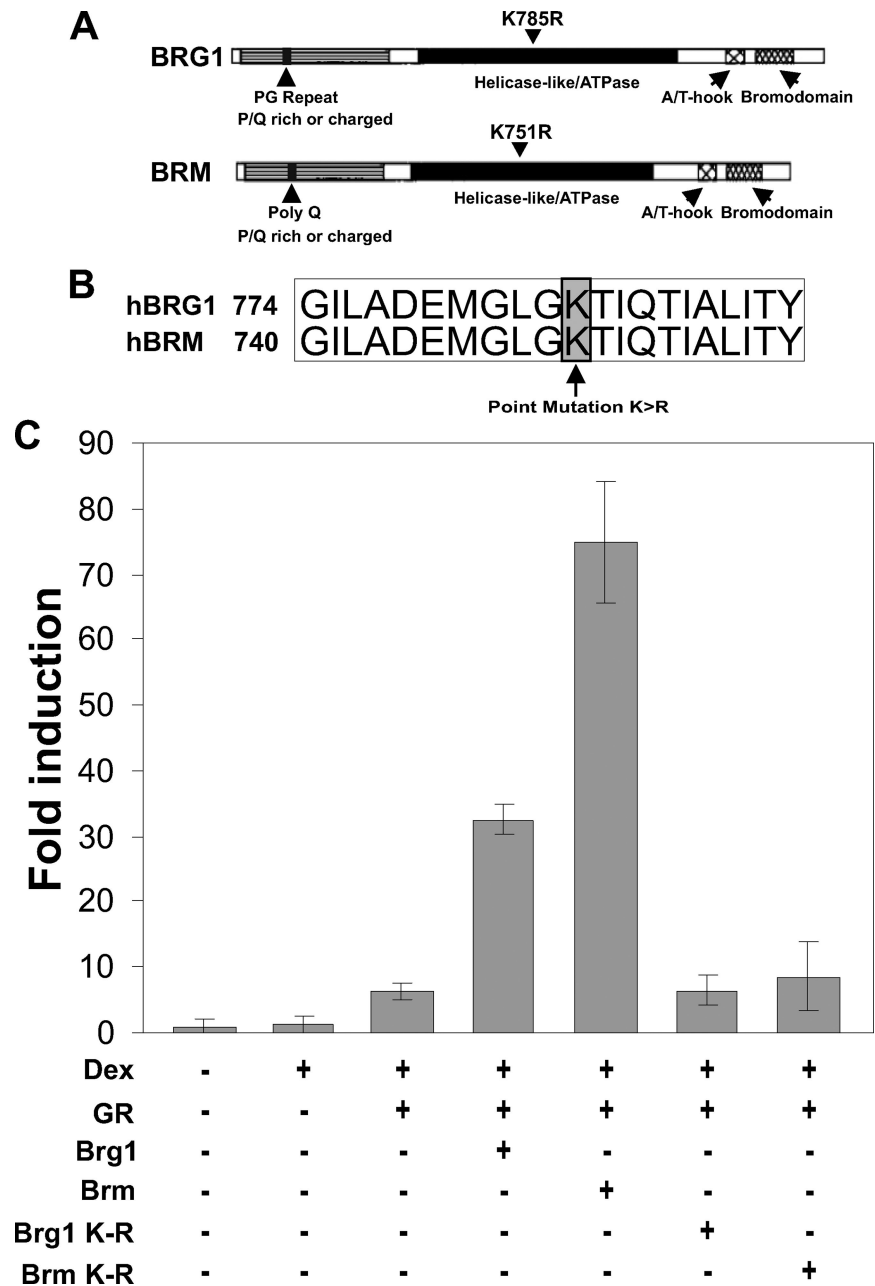 A
K785R
BRG1
Helicase-like/ATPase
PG Repeat
A/T-hook Bromodomain
P/Q rich or charged
K751R
BRM
Helicase-like/ATPase
Poly Q
A/T-hook Bromodomain
P/Q rich or charged
B
hBRG1 774 GILADEMGLGKTIQTIALITY
hBRM 740 GILADEMGLGKTIQTIALITY
Point Mutation K>R
C
Fold induction
90
80
70
60
50
40
30
20
10
0
Dex - + + + + + +
GR - - + + + + +
Brg1 - - - + - - -
Brm - - - - + - -
Brg1 K-R - - - - - + -
Brm K-R - - - - - - +